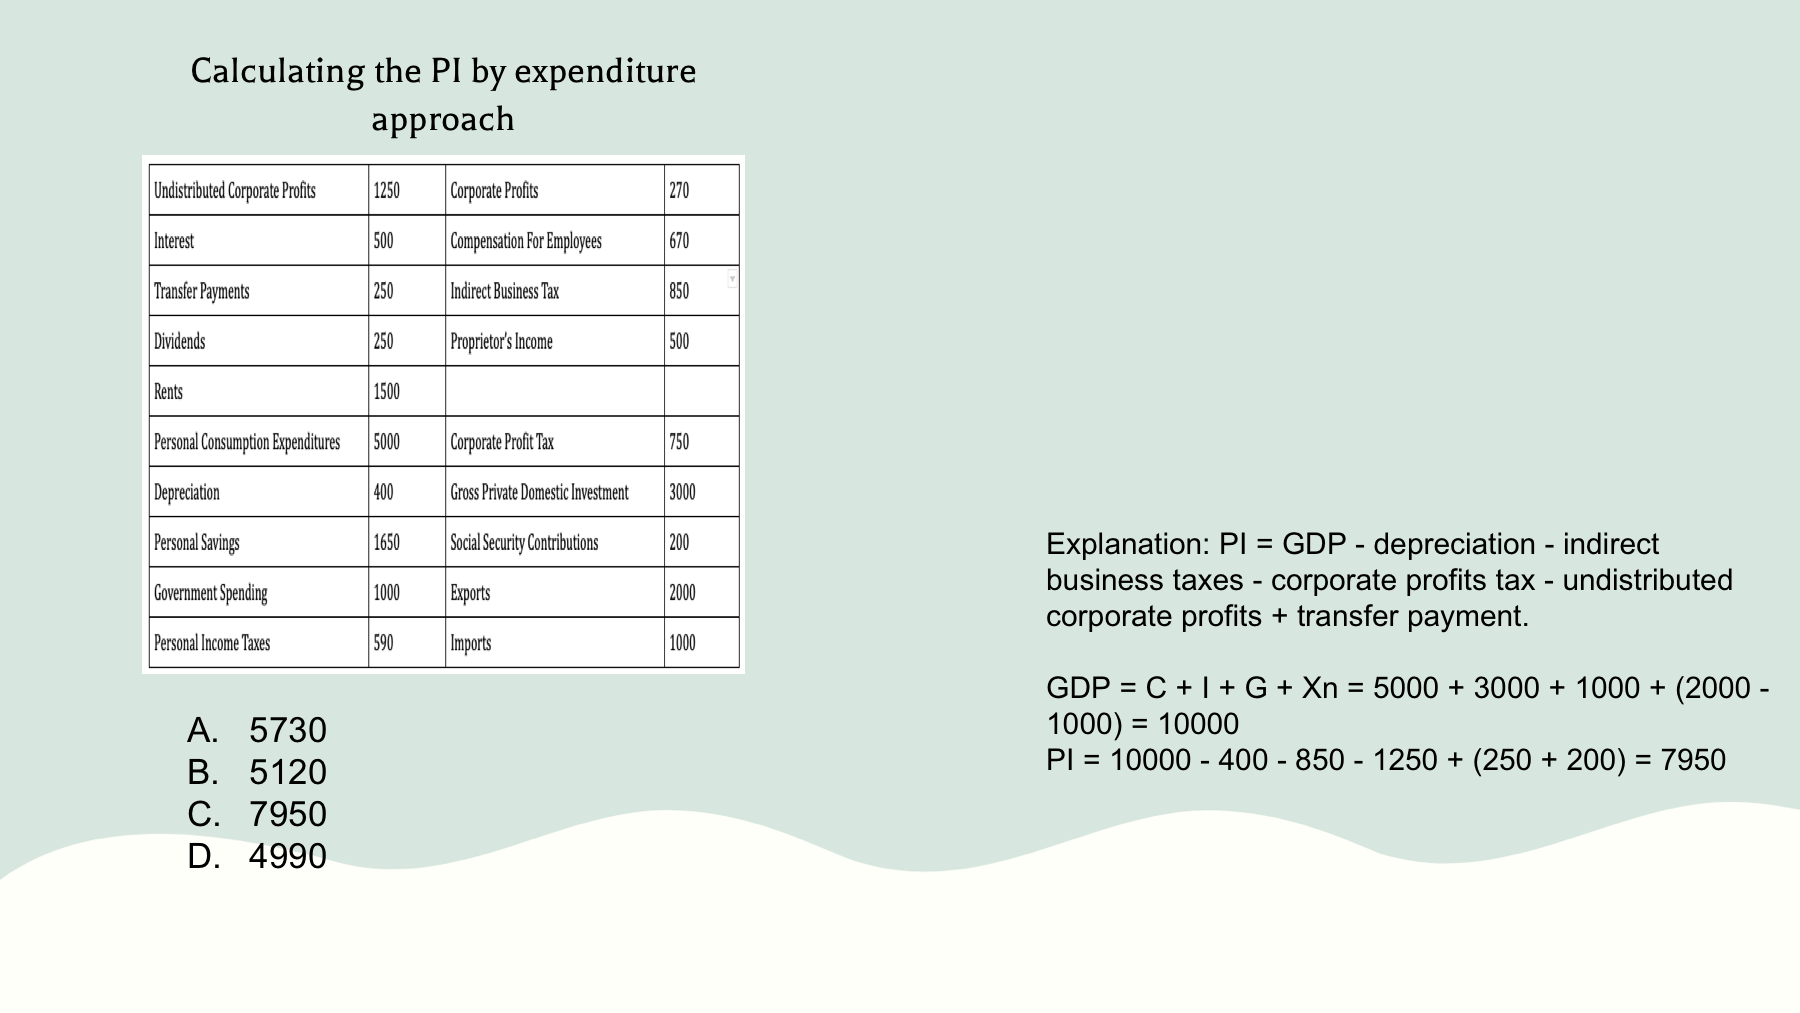 Calculating the PI by expenditure
approach
Undistributed Corporate Profits 1250 Corporate Profits 270
Interest 500 Compensation For Employees 670
Transfer Payments 250 Indirect Business Tax 850
Dividends 250 Proprietor's Income 500
Rents 1500
Personal Consumption Expenditures 5000 Corporate Profit Tax 750
Depreciation 400 Gross Private Domestic Investment 3000
Personal Savings 1650 Social Security Contributions 200
Government Spending 1000 Exports 2000
Personal Income Taxes 590 Imports 1000
A. 5730
B. 5120
C. 7950
D. 4990
Explanation: PI = GDP - depreciation - indirect
business taxes - corporate profits tax - undistributed
corporate profits + transfer payment.
GDP = C + I + G + Xn = 5000 + 3000 + 1000 + (2000 -
1000) = 10000
PI = 10000 - 400 - 850 - 1250 + (250 + 200) = 7950